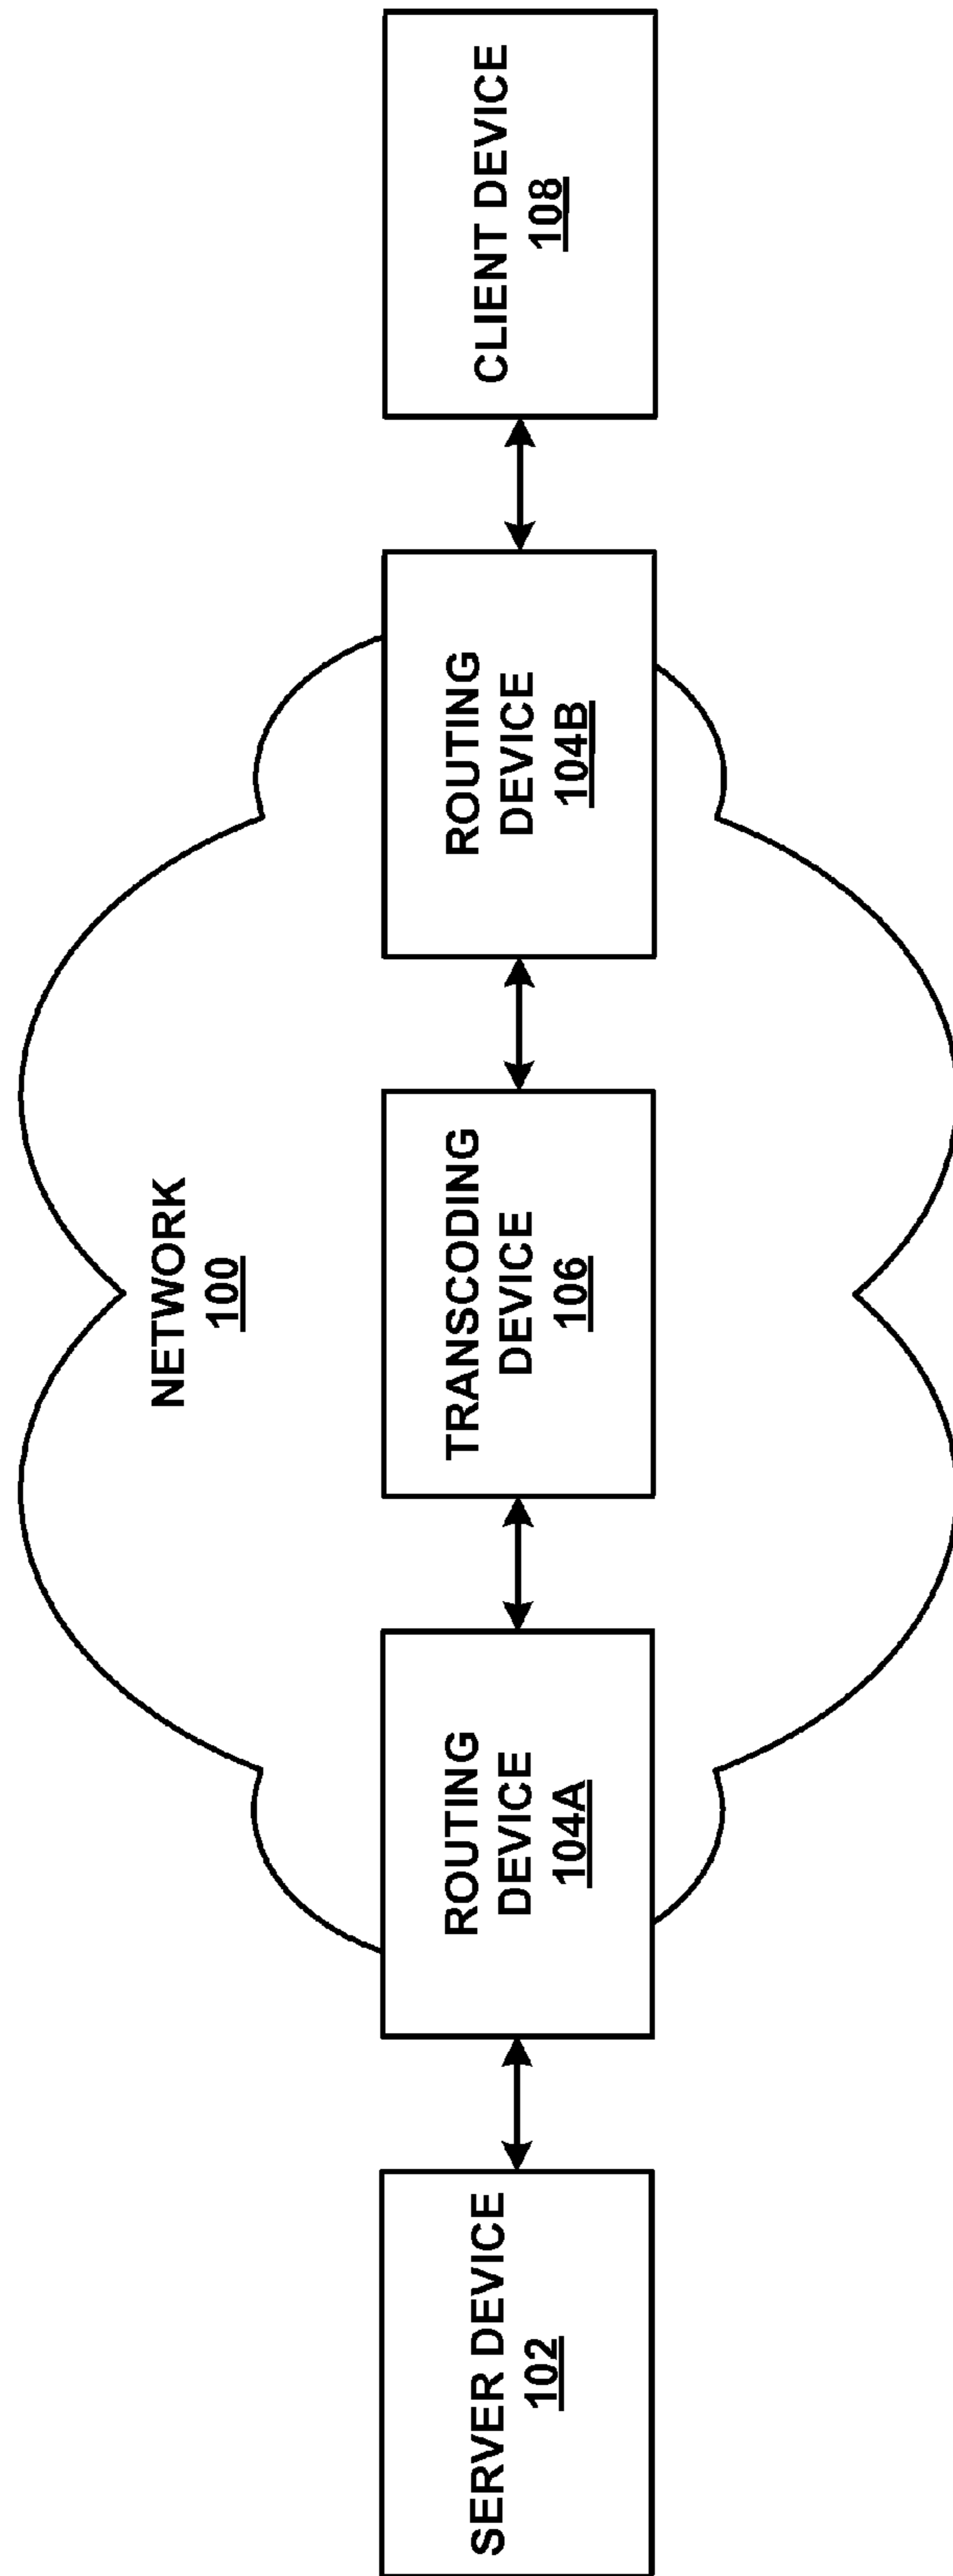 NETWORK
100
SERVER DEVICE
102
ROUTING
DEVICE
104A
TRANSCODING
DEVICE
106
ROUTING
DEVICE
104B
CLIENT DEVICE
108